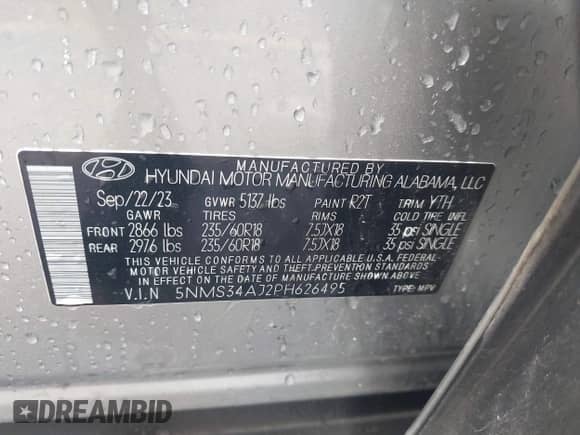 MANUFACTURED BY
HYUNDAI MOTOR MANUFACTURING ALABAMA, LLC
Sep/22/23 GVWR 5137 lbs PAINT R2T TRIM YTH
GAWR TIRES RIMS COLD TIRE INFL
FRONT 2866 lbs 235/60R18 7.5JX18 35 psi SINGLE
REAR 2976 lbs 235/60R18 7.5JX18 35 psi SINGLE
THIS VEHICLE CONFORMS TO ALL APPLICABLE U.S.A. FEDERAL
MOTOR VEHICLE SAFETY AND THEFT PREVENTION STANDARDS
IN EFFECT ON THE DATE OF MANUFACTURE SHOWN ABOVE.
V.I.N 5NMS34AJ2PH626495 TYPE: MPV
DREAMBID